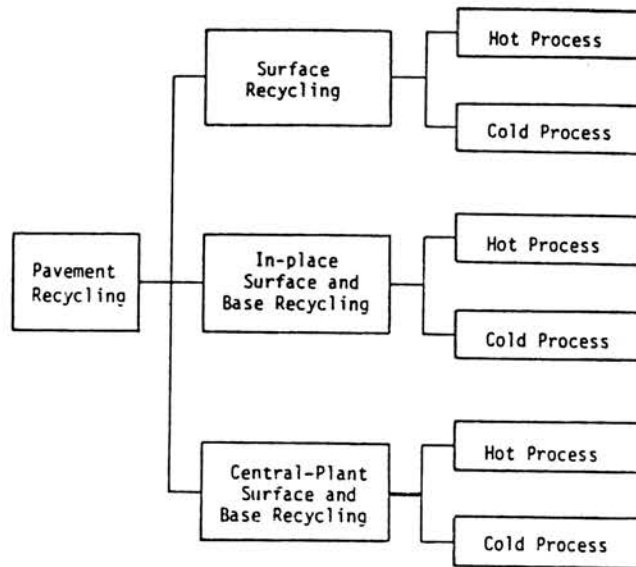 Pavement
Recycling
Surface
Recycling
Hot Process
Cold Process
In-place
Surface and
Base Recycling
Hot Process
Cold Process
Central-Plant
Surface and
Base Recycling
Hot Process
Cold Process